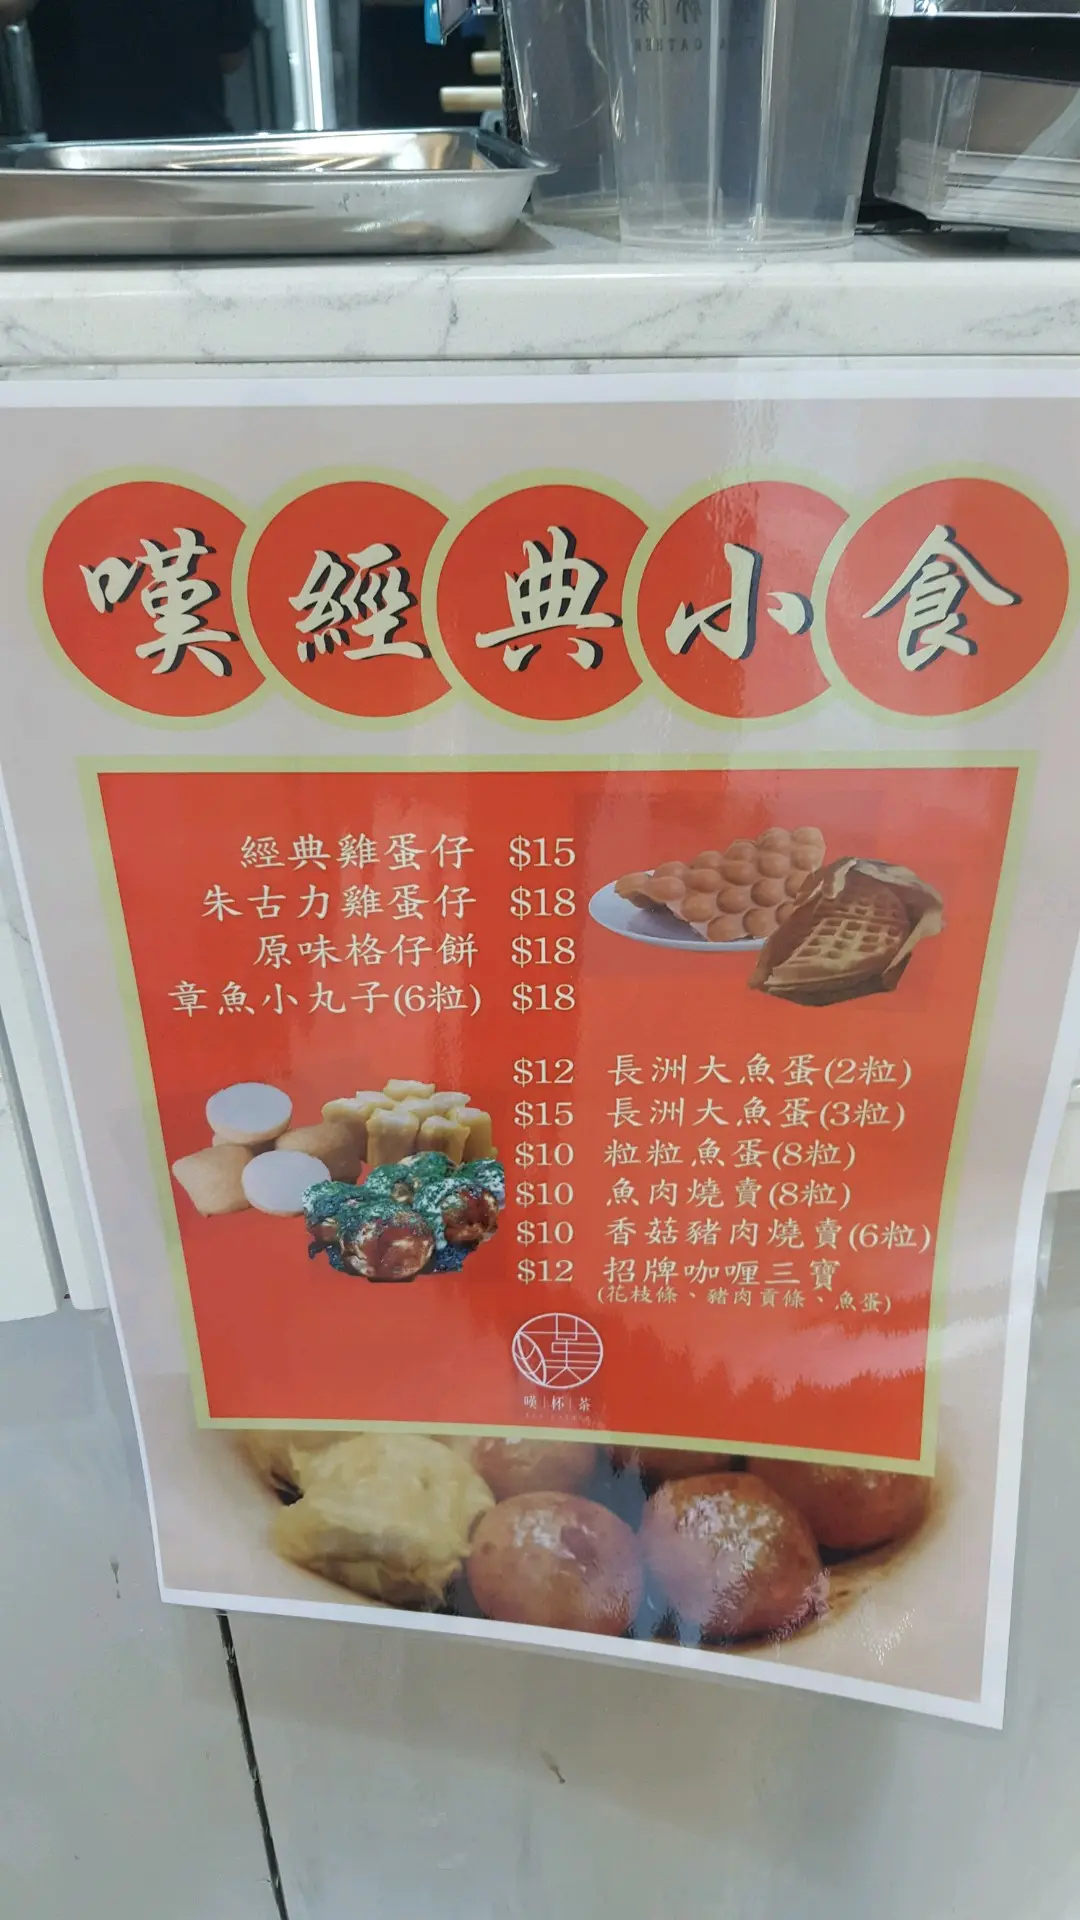 嘆經典小食
經典雞蛋仔 $15
朱古力雞蛋仔 $18
原味格仔餅 $18
章魚小丸子(6粒) $18
$12 長洲大魚蛋(2粒)
$15 長洲大魚蛋(3粒)
$10 粒粒魚蛋(8粒)
$10 魚肉燒賣(8粒)
$10 香菇豬肉燒賣(6粒)
$12 招牌咖喱三寶
(花枝條、豬肉貢條、魚蛋)
嘆
嘆|杯|茶